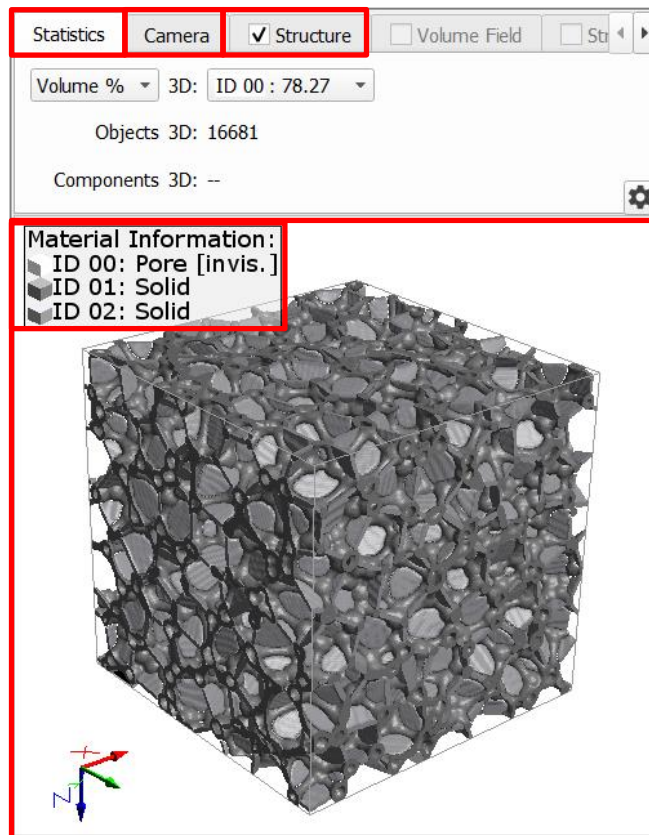 Statistics Camera Structure Volume Field Str
Volume % 3D: ID 00 : 78.27
Objects 3D: 16681
Components 3D: --
Material Information:
ID 00: Pore [invis.]
ID 01: Solid
ID 02: Solid
X
Z